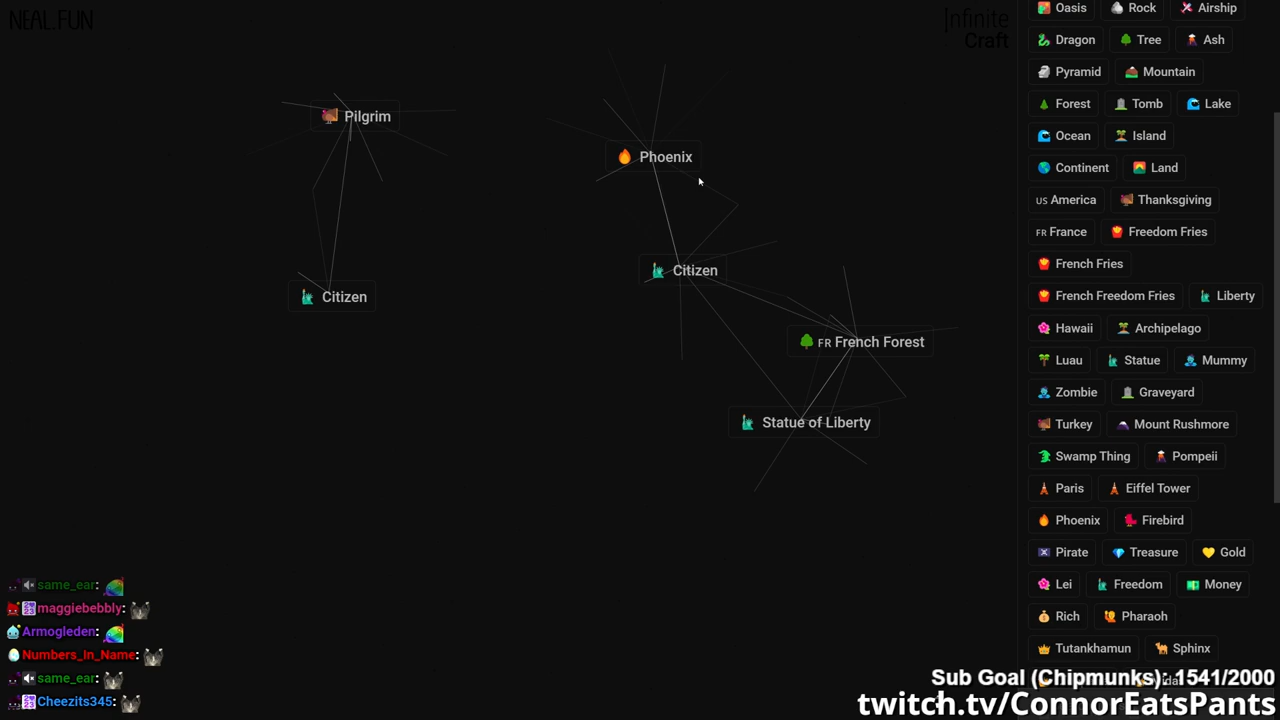 NEAL.FUN
Infinite
Craft
Pilgrim
Phoenix
Citizen
Citizen
FR French Forest
Statue of Liberty
Oasis Rock Airship
Dragon Tree Ash
Pyramid Mountain
Forest Tomb Lake
Ocean Island
Continent Land
US America Thanksgiving
FR France Freedom Fries
French Fries
French Freedom Fries Liberty
Hawaii Archipelago
Luau Statue Mummy
Zombie Graveyard
Turkey Mount Rushmore
Swamp Thing Pompeii
Paris Eiffel Tower
Phoenix Firebird
Pirate Treasure Gold
Lei Freedom Money
Rich Pharaoh
Tutankhamun Sphinx
same_ear:
maggiebebbly:
Armogleden:
Numbers_In_Name:
same_ear:
Cheezits345:
Sub Goal (Chipmunks): 1541/2000
twitch.tv/ConnorEatsPants